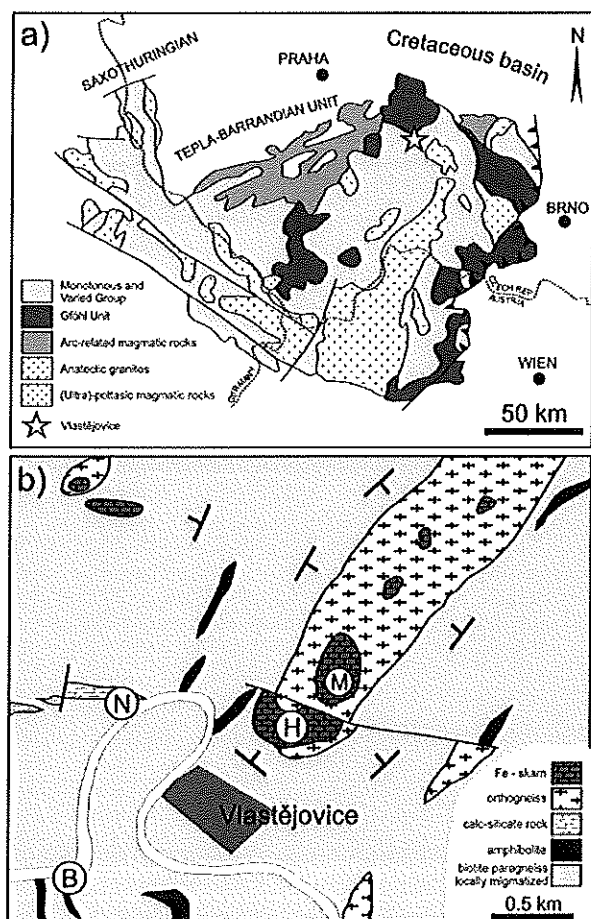 a)
Cretaceous basin
N
PRAHA
SAXOTHURINGIAN
TEPLA-BARRANDIAN UNIT
BRNO
CZECH REP.
AUSTRIA
GERMANY
WIEN
50 km
Monotonous and
Varied Group
Gföhl Unit
Arc-related magmatic rocks
Anatectic granites
(Ultra)-pottasic magmatic rocks
Vlastějovice
b)
M
N
H
Vlastějovice
B
Fe - skarn
orthogneiss
calc-silicate rock
amphibolite
biotite paragneiss
locally migmatized
0.5 km